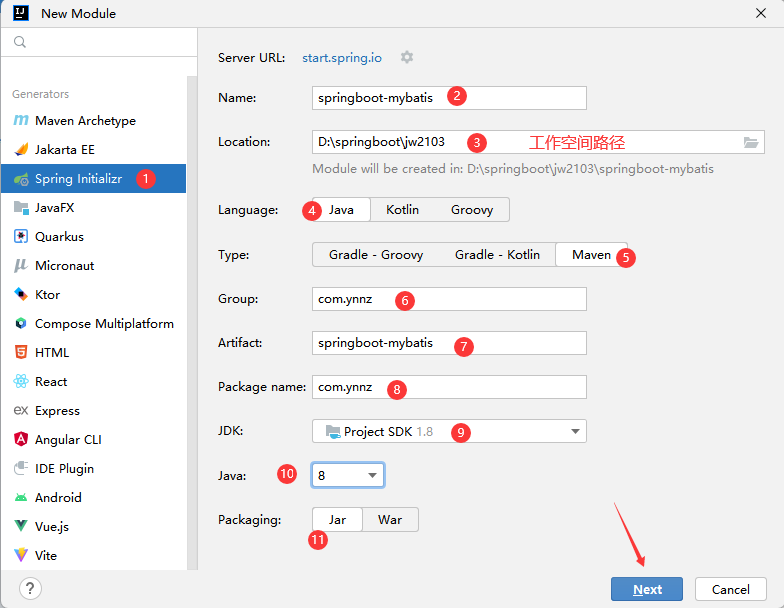 New Module
Generators
Maven Archetype
Jakarta EE
Spring Initializr 1
JavaFX
Quarkus
Micronaut
Ktor
Compose Multiplatform
HTML
React
Express
Angular CLI
IDE Plugin
Android
Vue.js
Vite
Server URL: start.spring.io
Name: springboot-mybatis 2
Location: D:\springboot\jw2103 3 工作空间路径
Module will be created in: D:\springboot\jw2103\springboot-mybatis
Language: 4 Java Kotlin Groovy
Type: Gradle - Groovy Gradle - Kotlin Maven 5
Group: com.ynnz 6
Artifact: springboot-mybatis 7
Package name: com.ynnz 8
JDK: Project SDK 1.8 9
Java: 10 8
Packaging: Jar War
11
? Next Cancel